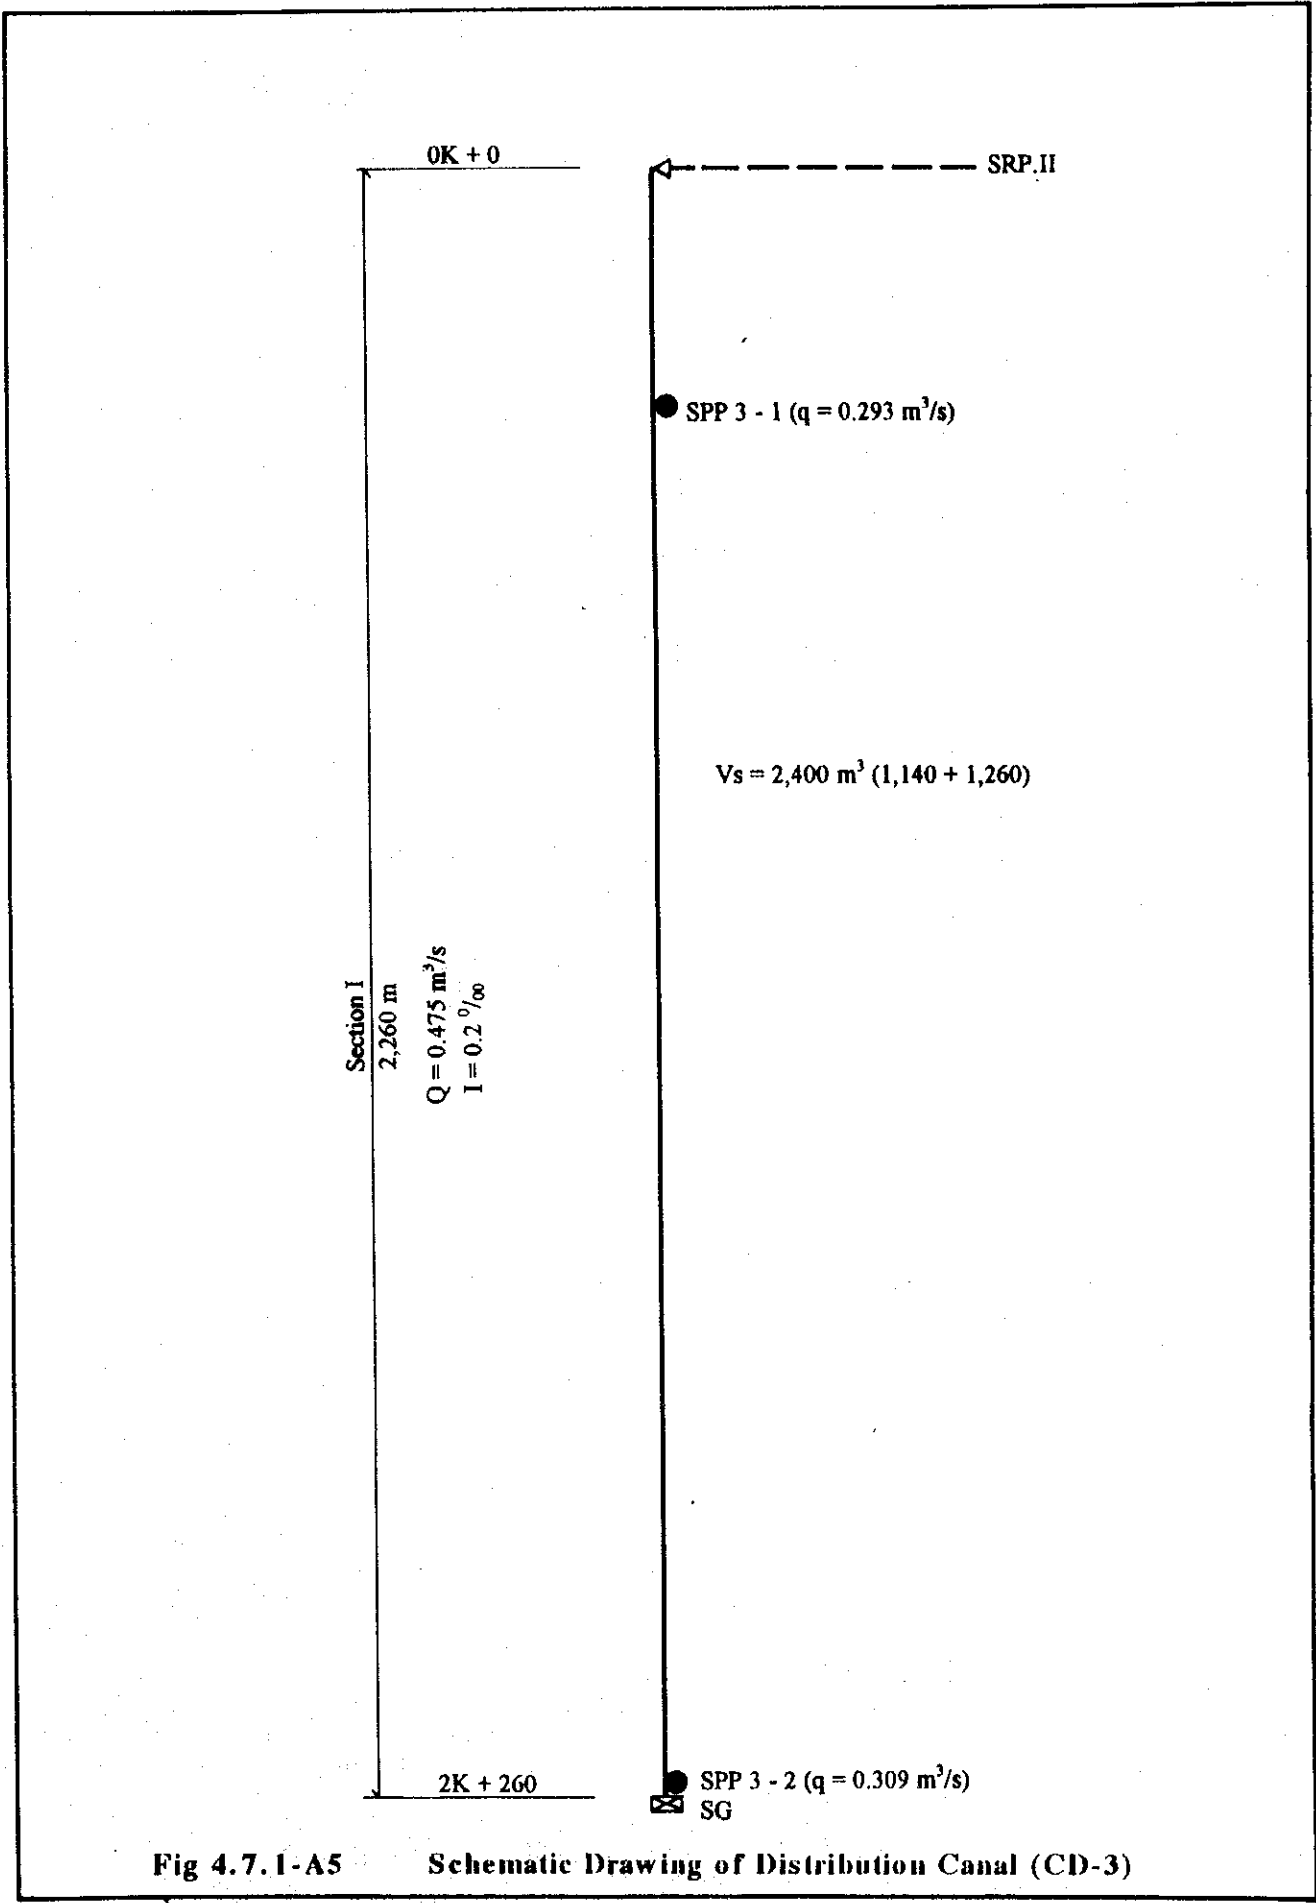 0K + 0
SRP.II
SPP 3 - 1 (q = 0.293 m³/s)
Vs = 2,400 m³ (1,140 + 1,260)
Section I
2,260 m
Q = 0.475 m³/s
I = 0.2 ⁰/₀₀
2K + 260
SPP 3 - 2 (q = 0.309 m³/s)
SG
Fig 4.7.1-A5 Schematic Drawing of Distribution Canal (CD-3)